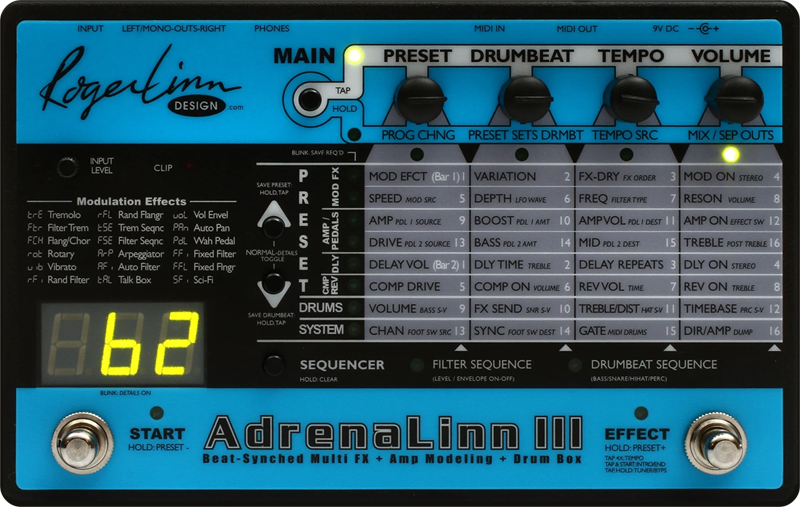 INPUT LEFT/MONO-OUTS-RIGHT PHONES MIDI IN MIDI OUT 9V DC
MAIN PRESET DRUMBEAT TEMPO VOLUME
Roger Linn
DESIGN.com
TAP
HOLD
PROG CHNG PRESET SETS DRMBT TEMPO SRC MIX / SEP OUTS
BLINK: SAVE REQ'D
INPUT LEVEL
CLIP
Modulation Effects
Tremolo Rand Flangr Vol Envel
Filter Trem Trem Seqnc Auto Pan
Flang/Chor Filter Seqnc Wah Pedal
Rotary Arpeggiator Fixed Filter
Vibrato Auto Filter Fixed Flngr
Rand Filter Talk Box Sci-Fi
SAVE PRESET: HOLD, TAP
NORMAL-DETAILS TOGGLE
SAVE DRUMBEAT HOLD, TAP
PRESET
MOD FX
AMP / PEDALS
REV DLY
CMP
MOD EFCT (Bar 1) 1 VARIATION 2 FX-DRY FX ORDER 3 MOD ON STEREO 4
SPEED MOD SRC 5 DEPTH LFO WAVE 6 FREQ FILTER TYPE 7 RESON VOLUME 8
AMP PDL 1 SOURCE 9 BOOST PDL 1 AMT 10 AMP VOL PDL 1 DEST 11 AMP ON EFFECT SW 12
DRIVE PDL 2 SOURCE 13 BASS PDL 2 AMT 14 MID PDL 2 DEST 15 TREBLE POST TREBLE 16
DELAY VOL (Bar 2) 1 DLY TIME TREBLE 2 DELAY REPEATS 3 DLY ON STEREO 4
COMP DRIVE 5 COMP ON VOLUME 6 REV VOL TIME 7 REV ON TREBLE 8
DRUMS VOLUME BASS S-V 9 FX SEND SNR S-V 10 TREBLE/DIST HAT S-V 11 TIMEBASE PRC S-V 12
SYSTEM CHAN FOOT SW SRC 13 SYNC FOOT SW DEST 14 GATE MIDI DRUMS 15 DIR/AMP DUMP 16
b2
BLINK: DETAILS ON
SEQUENCER
HOLD: CLEAR
FILTER SEQUENCE
(LEVEL / ENVELOPE ON-OFF)
DRUMBEAT SEQUENCE
(BASS/SNARE/HIHAT/PERC)
START
HOLD: PRESET -
AdrenaLinn III
Beat-Synched Multi FX + Amp Modeling + Drum Box
EFFECT
HOLD: PRESET+
TAP 4X:TEMPO
TAP & START:INTRO/END
TAP, HOLD:TUNER/BYPS